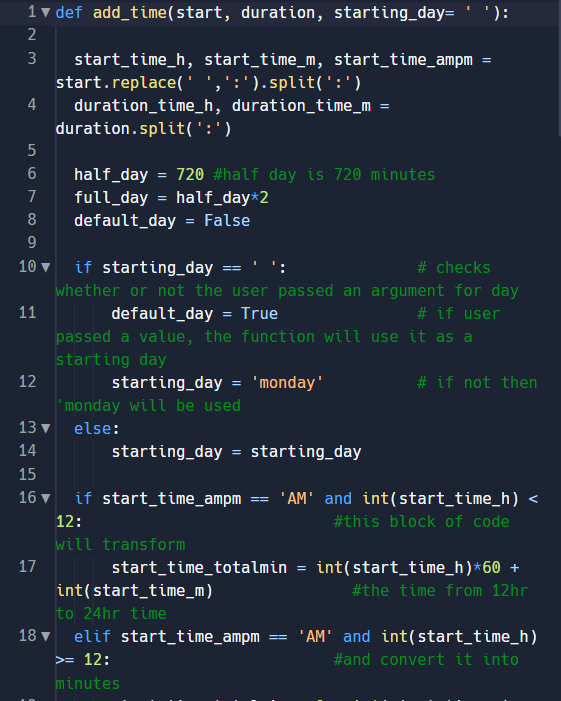 1 def add_time(start, duration, starting_day= ' '):
2
3 start_time_h, start_time_m, start_time_ampm =
start.replace(' ',':').split(':')
4 duration_time_h, duration_time_m =
duration.split(':')
5
6 half_day = 720 #half day is 720 minutes
7 full_day = half_day*2
8 default_day = False
9
10 if starting_day == ' ': # checks
whether or not the user passed an argument for day
11 default_day = True # if user
passed a value, the function will use it as a
starting day
12 starting_day = 'monday' # if not then
'monday will be used
13 else:
14 starting_day = starting_day
15
16 if start_time_ampm == 'AM' and int(start_time_h) <
12: #this block of code
will transform
17 start_time_totalmin = int(start_time_h)*60 +
int(start_time_m) #the time from 12hr
to 24hr time
18 elif start_time_ampm == 'AM' and int(start_time_h)
>= 12: #and convert it into
minutes